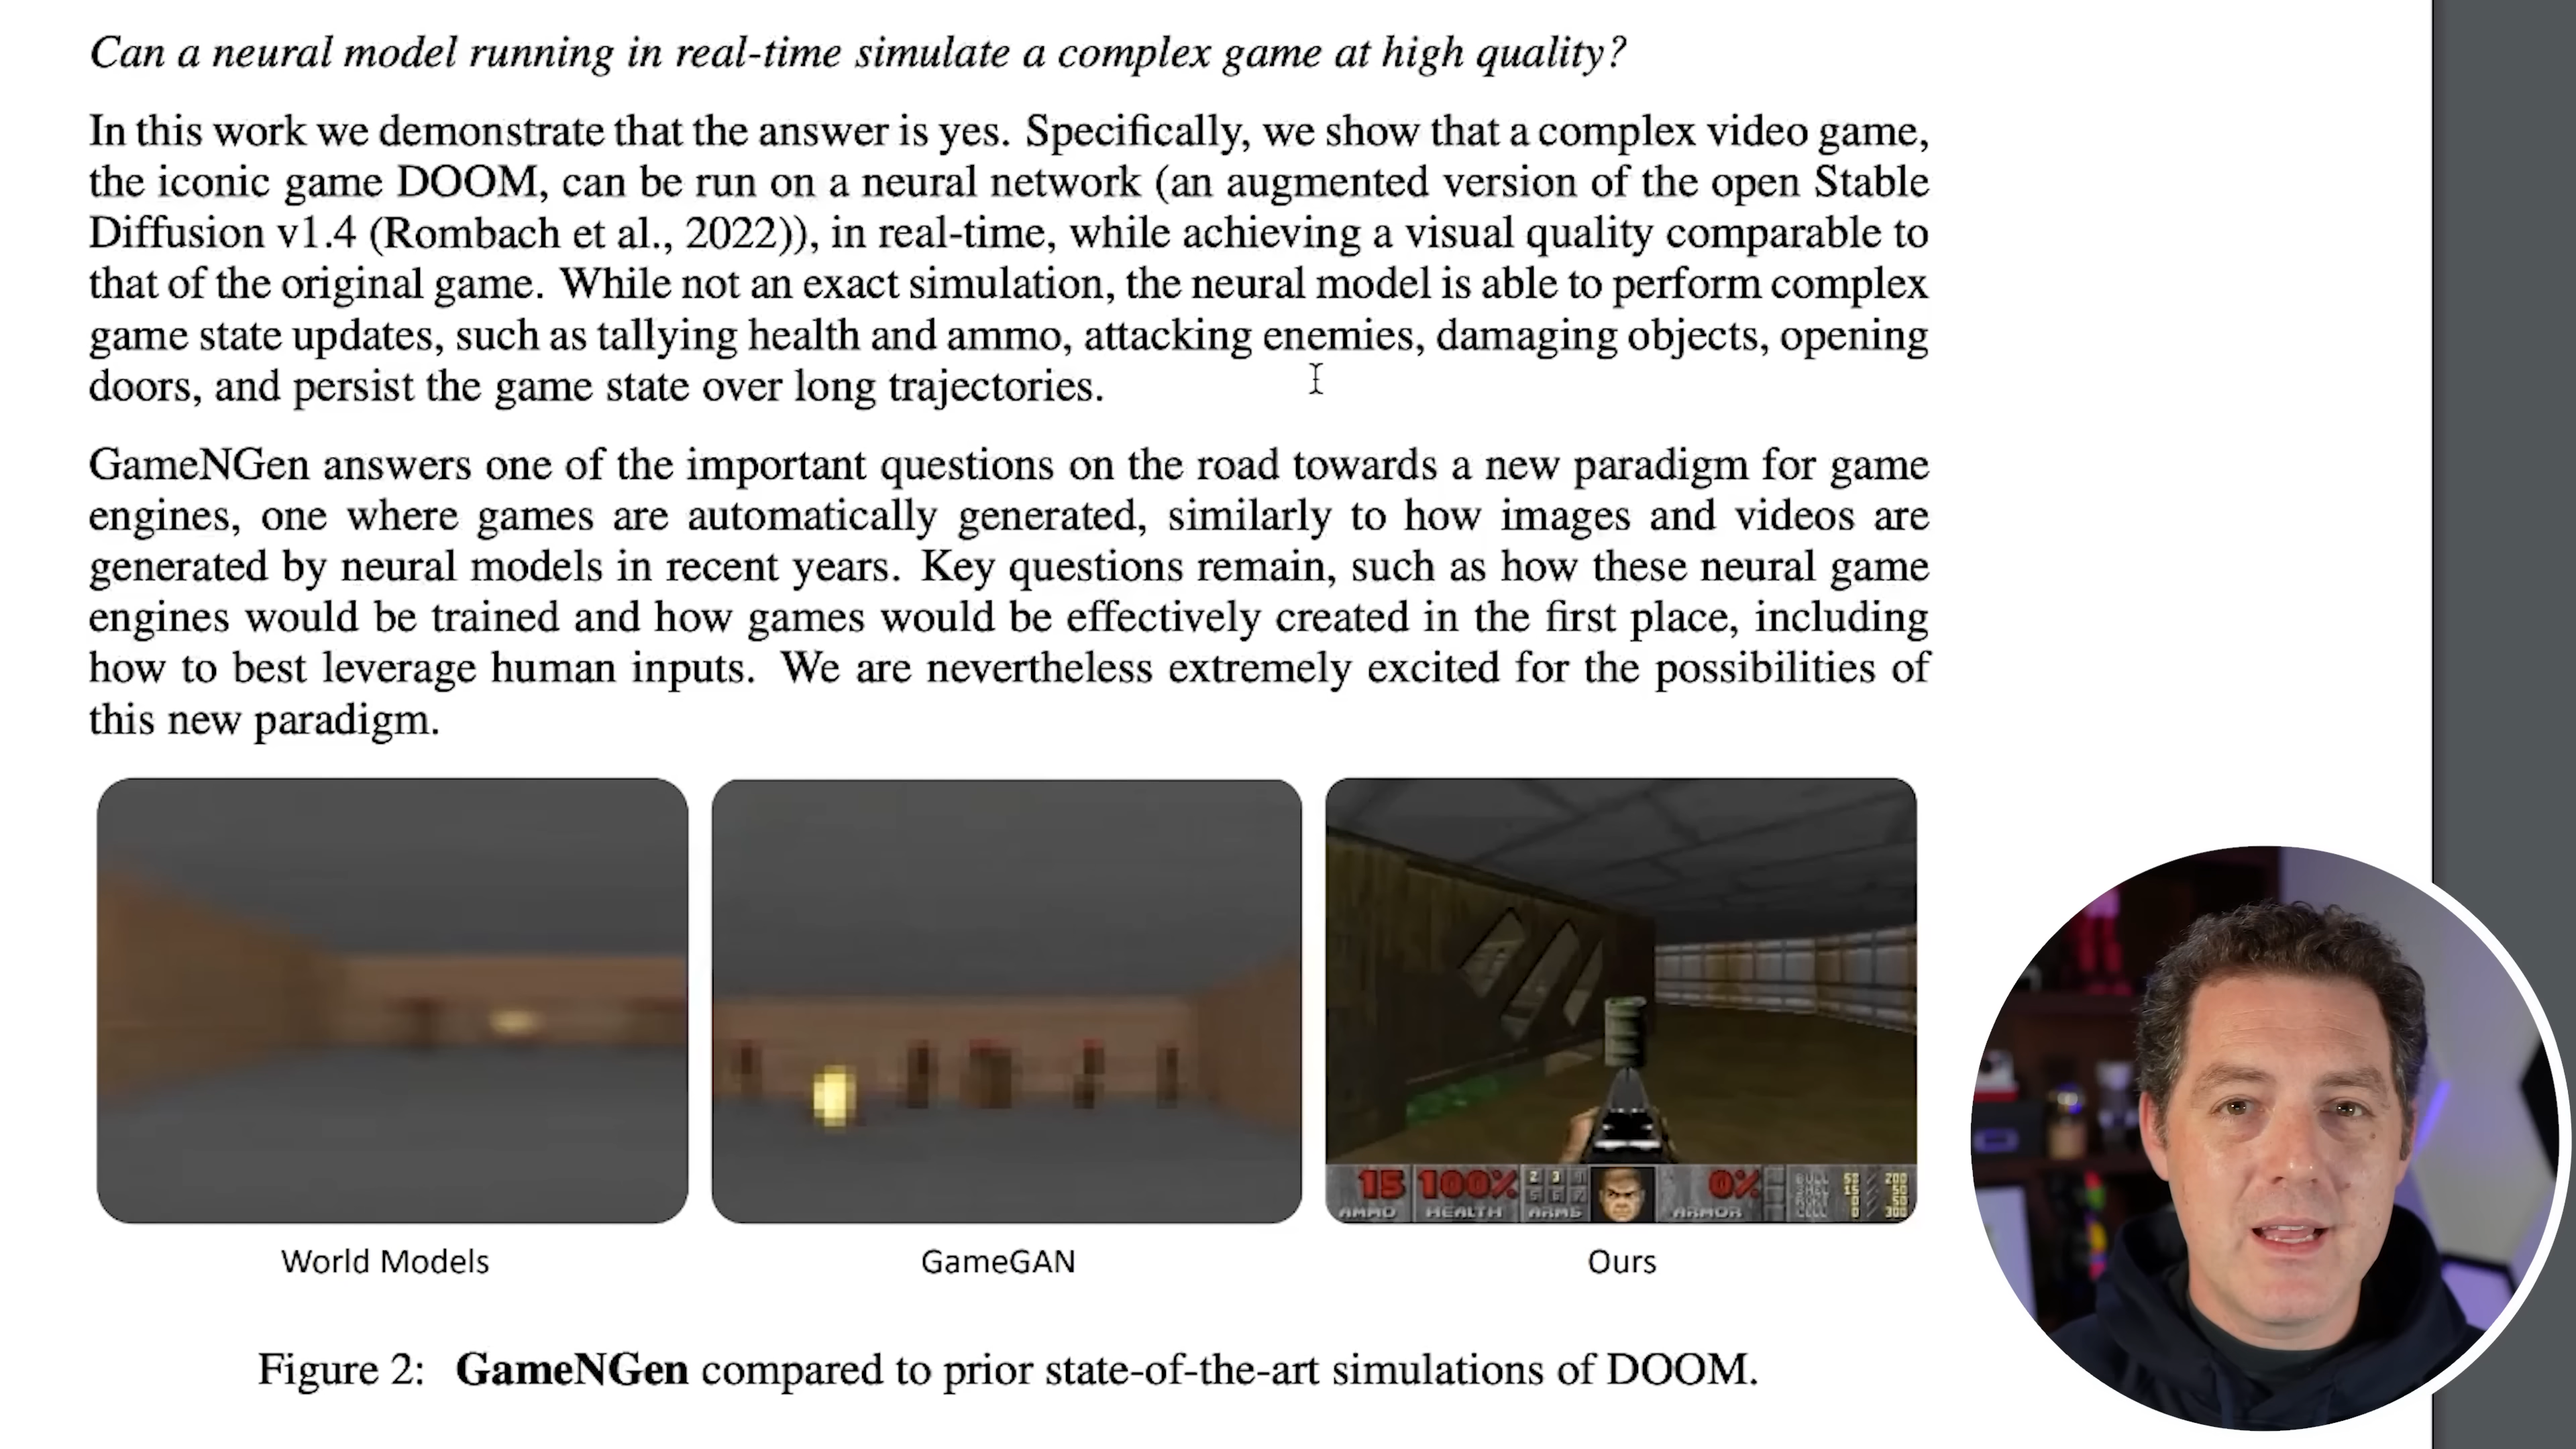 Can a neural model running in real-time simulate a complex game at high quality?
In this work we demonstrate that the answer is yes. Specifically, we show that a complex video game,
the iconic game DOOM, can be run on a neural network (an augmented version of the open Stable
Diffusion v1.4 (Rombach et al., 2022)), in real-time, while achieving a visual quality comparable to
that of the original game. While not an exact simulation, the neural model is able to perform complex
game state updates, such as tallying health and ammo, attacking enemies, damaging objects, opening
doors, and persist the game state over long trajectories.
GameNGen answers one of the important questions on the road towards a new paradigm for game
engines, one where games are automatically generated, similarly to how images and videos are
generated by neural models in recent years. Key questions remain, such as how these neural game
engines would be trained and how games would be effectively created in the first place, including
how to best leverage human inputs. We are nevertheless extremely excited for the possibilities of
this new paradigm.
15 100% 2 3 0%
AMMO HEALTH ARMS ARMOR
World Models GameGAN Ours
Figure 2: GameNGen compared to prior state-of-the-art simulations of DOOM.